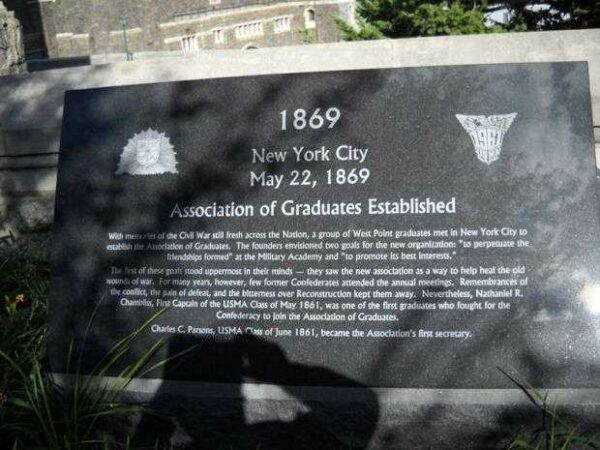 1869
1961
New York City
May 22, 1869
Association of Graduates Established
With memories of the Civil War still fresh across the Nation, a group of West Point graduates met in New York City to
establish the Association of Graduates. The founders envisioned two goals for the new organization: "to perpetuate the
friendships formed" at the Military Academy and "to promote its best interests."
The first of these goals stood uppermost in their minds — they saw the new association as a way to help heal the old
wounds of war. For many years, however, few former Confederates attended the annual meetings. Remembrances of
the conflict, the pain of defeat, and the bitterness over Reconstruction kept them away. Nevertheless, Nathaniel R.
Chambliss, First Captain of the USMA Class of May 1861, was one of the first graduates who fought for the
Confederacy to join the Association of Graduates.
Charles C. Parsons, USMA Class of June 1861, became the Association's first secretary.